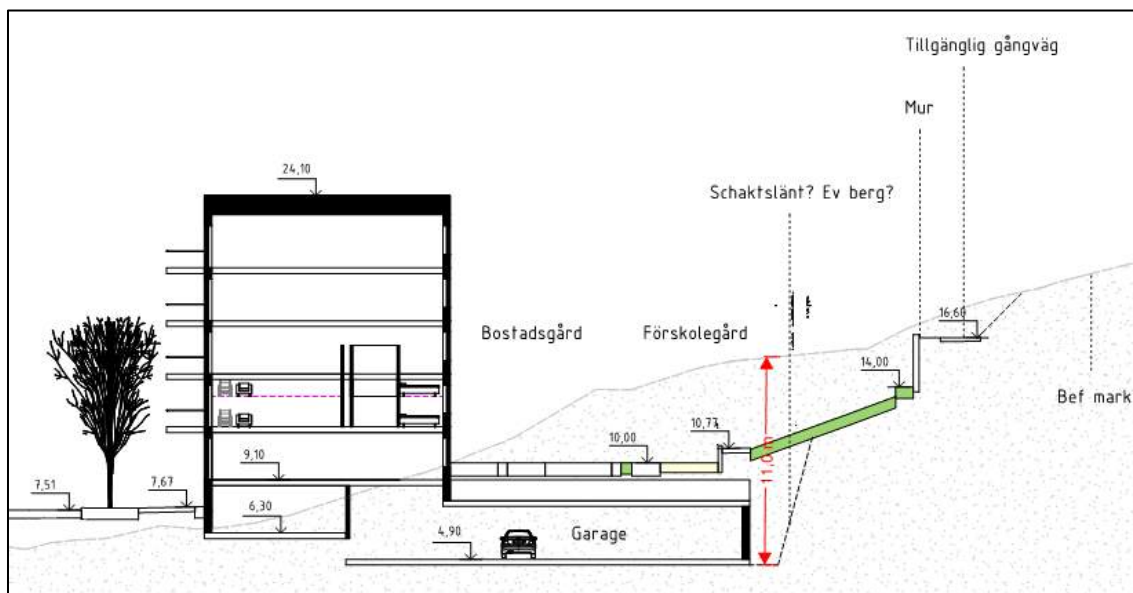 Tillgänglig gångväg
Mur
24,10
Schaktslänt? Ev berg?
Bostadsgård
Förskolegård
16,60
14,00
Bef mark
10,77
10,00
11,0 m
9,10
7,51
7,67
6,30
4,90
Garage